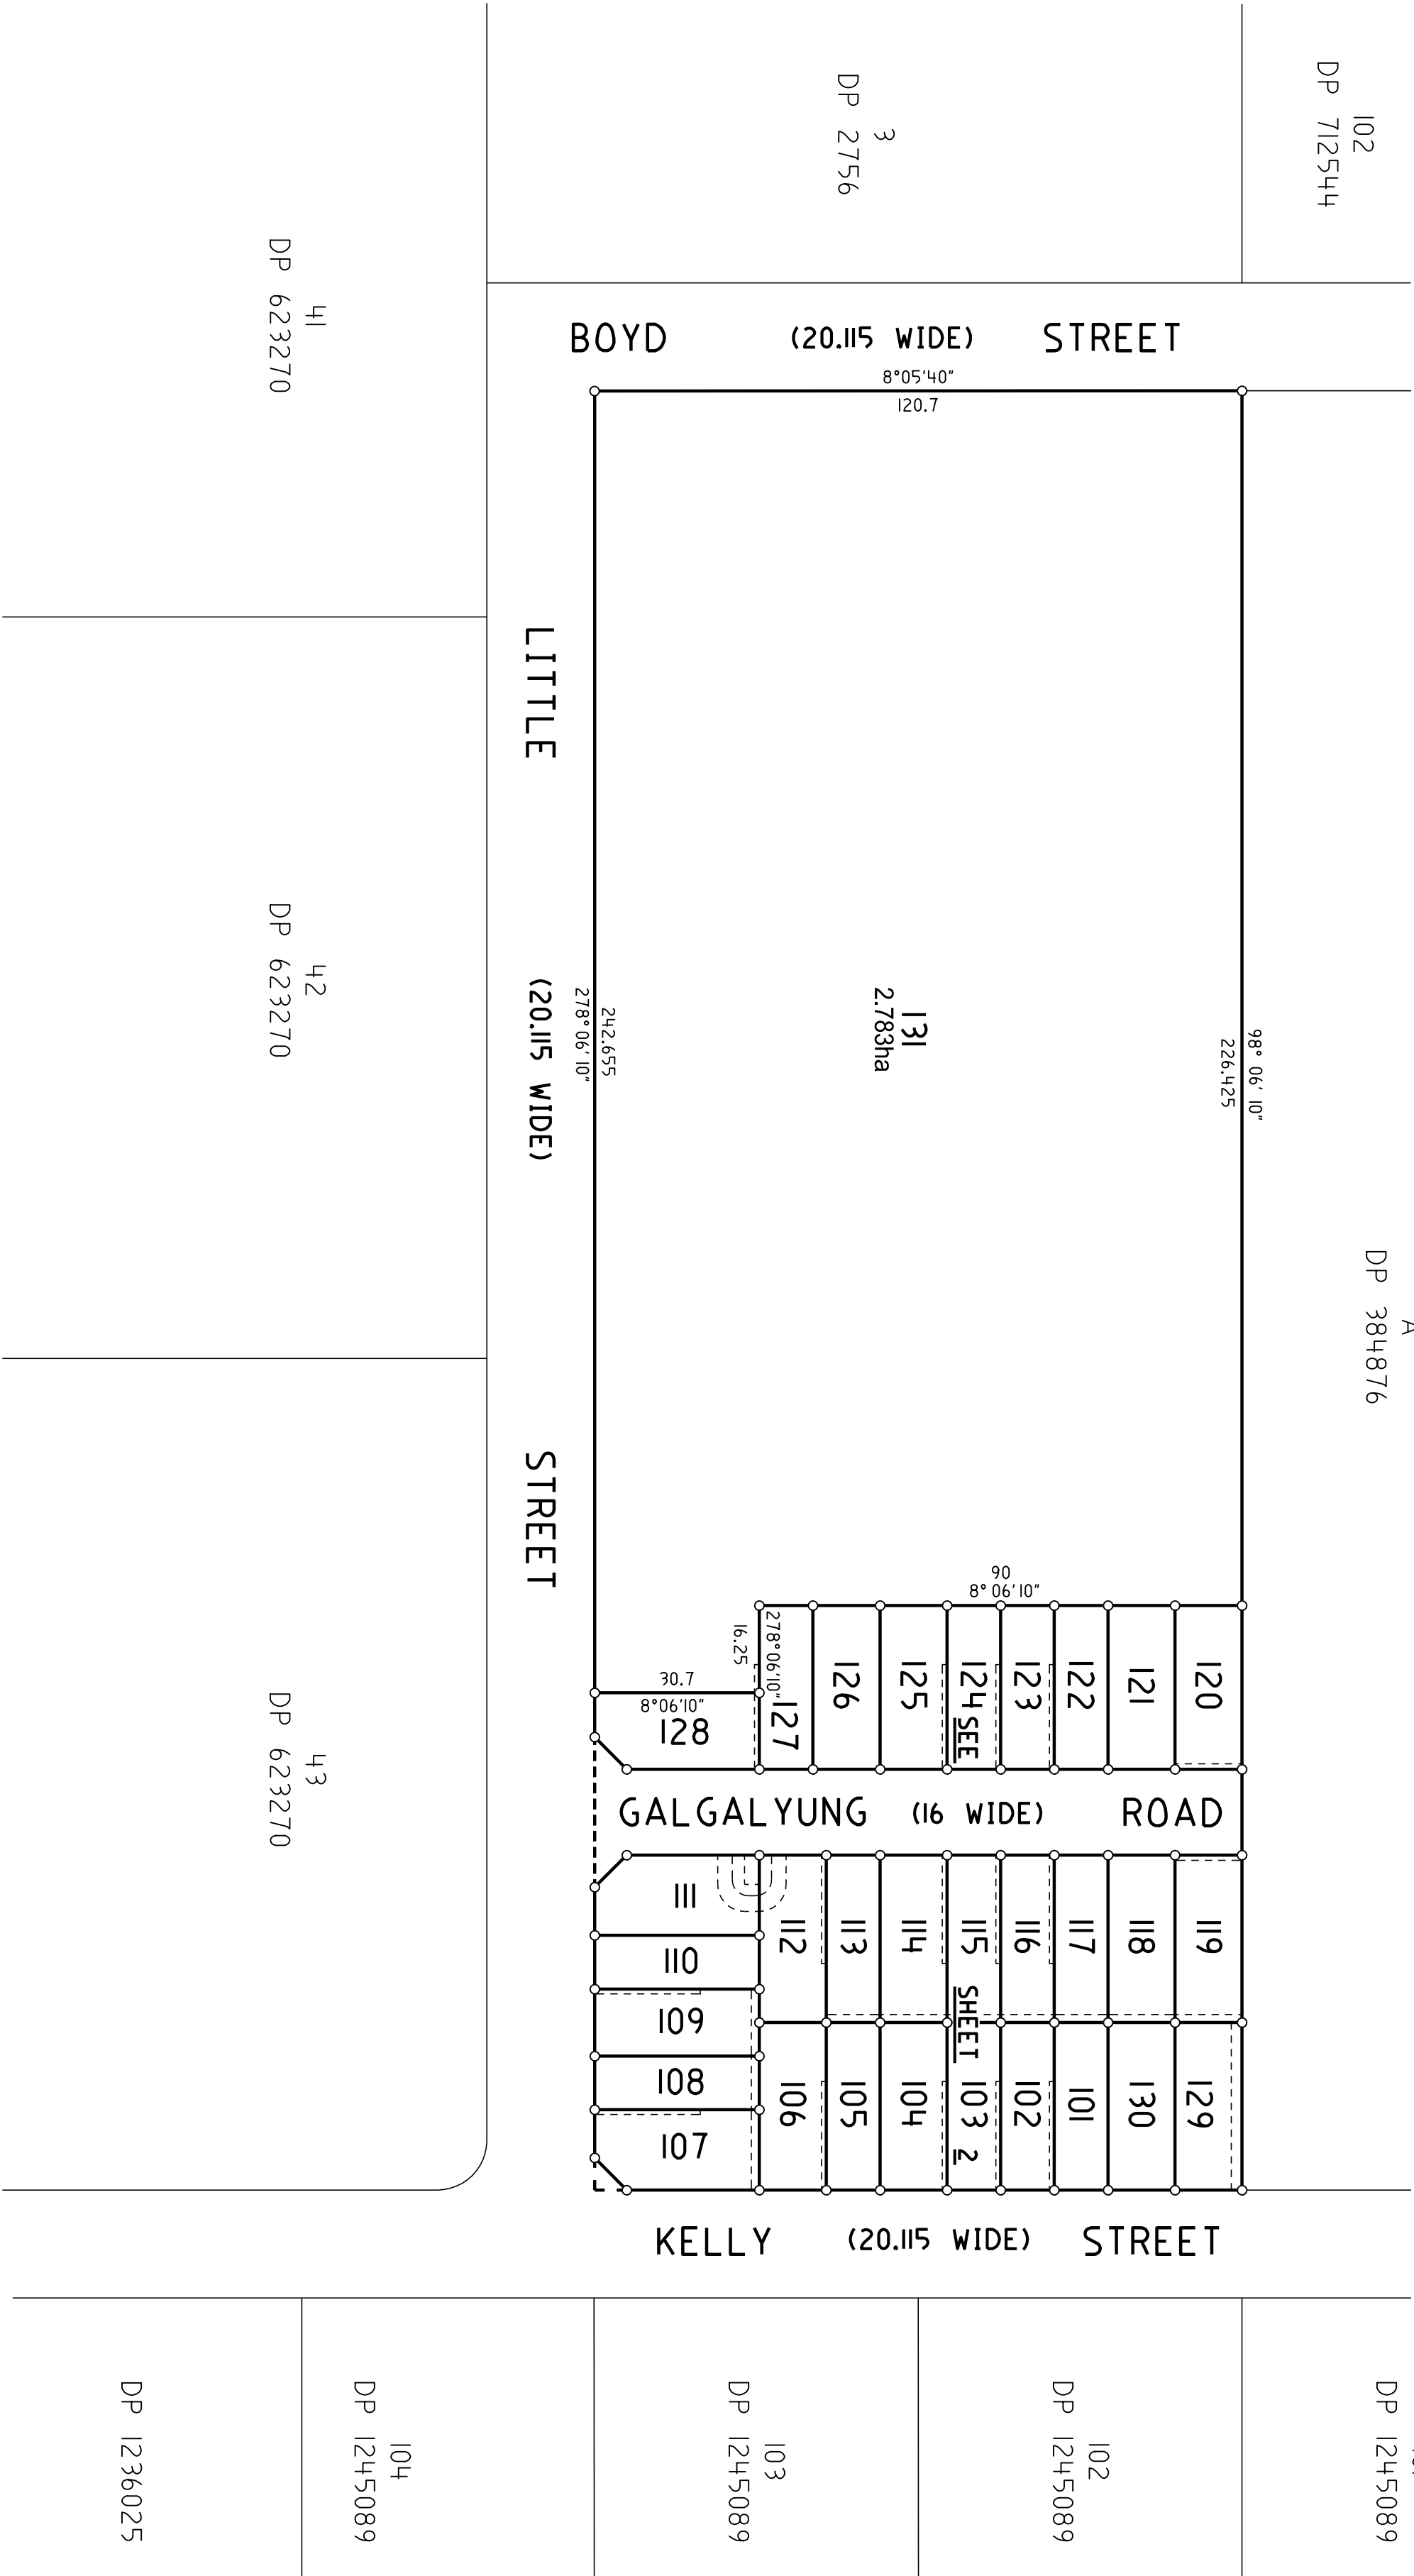 102
DP 712544
3
DP 2756
41
DP 623270
BOYD (20.115 WIDE) STREET
8°05'40"
120.7
LITTLE (20.115 WIDE) STREET
42
DP 623270
242.655
278°06'10"
131
2.783ha
98° 06' 10"
226.425
A
DP 384876
43
DP 623270
90
8° 06'10"
278°06'10"
16.25
30.7
8°06'10"
128
127
126
125
124
123
122
121
120
SEE
GALGALYUNG (16 WIDE) ROAD
111
112
113
114
115
116
117
118
119
110
109
SHEET
108
106
105
104
103
102
101
130
129
107
2
KELLY (20.115 WIDE) STREET
DP 1236025
104
DP 1245089
103
DP 1245089
102
DP 1245089
DP 1245089